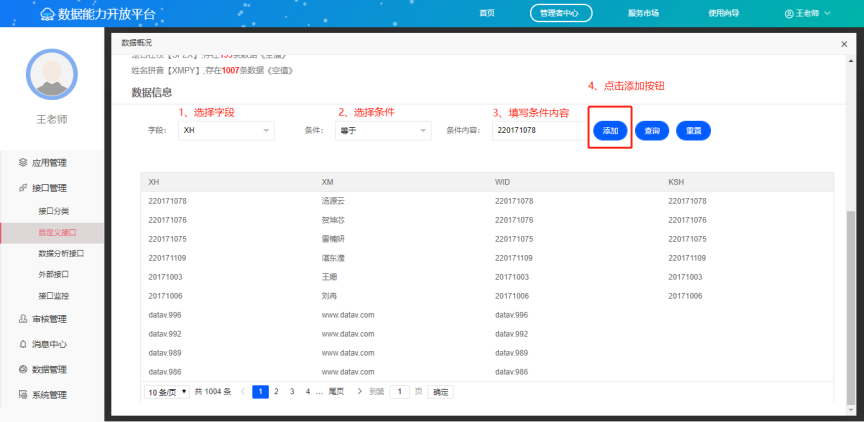 数据能力开放平台
首页 管理者中心 服务市场 使用向导 王老师
数据概况 ×
姓名拼音【XMPY】,存在1007条数据《空值》
数据信息
4、点击添加按钮
1、选择字段 2、选择条件 3、填写条件内容
字段: XH 条件: 等于 条件内容: 220171078 添加 查询 重置
王老师
应用管理
接口管理
接口分类
自定义接口
数据分析接口
外部接口
接口监控
审核管理
消息中心
数据管理
系统管理
XH XM WID KSH
220171078 汤源云 220171078 220171078
220171076 贺坤芯 220171076 220171076
220171075 雷楠妍 220171075 220171075
220171109 湛东滢 220171109 220171109
20171003 王姗 20171003 20171003
20171006 刘冉 20171006 20171006
datav.996 www.datav.com datav.996
datav.992 www.datav.com datav.992
datav.989 www.datav.com datav.989
datav.986 www.datav.com datav.986
10 条/页 共 1004 条 1 2 3 4 ... 尾页 到第 1 页 确定